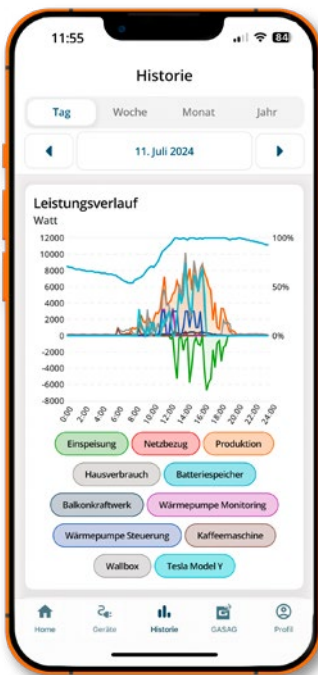 11:55
84
Historie
Tag Woche Monat Jahr
11. Juli 2024
Leistungsverlauf
Watt
12000 100%
10000
8000
6000 50%
4000
2000
0 0%
-2000
-4000
-6000
-8000
0:00 2:00 4:00 6:00 8:00 10:00 12:00 14:00 16:00 18:00 20:00 22:00 24:00
Einspeisung Netzbezug Produktion
Hausverbrauch Batteriespeicher
Balkonkraftwerk Wärmepumpe Monitoring
Wärmepumpe Steuerung Kaffeemaschine
Wallbox Tesla Model Y
Home Geräte Historie GASAG Profil